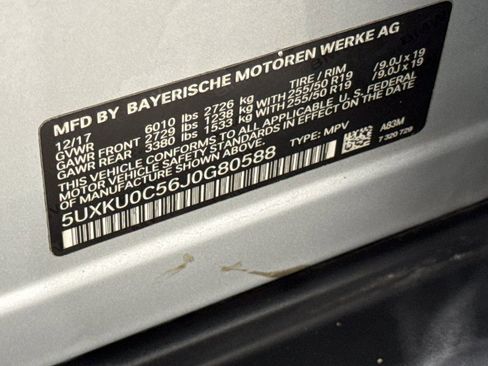 MFD BY BAYERISCHE MOTOREN WERKE AG
12/17
GVWR 6010 lbs 2726 kg TIRE / RIM
GAWR FRONT 2729 lbs 1238 kg WITH 255/50 R19 /9.0J x 19
GAWR REAR 3380 lbs 1533 kg WITH 255/50 R19 /9.0J x 19
THIS VEHICLE CONFORMS TO ALL APPLICABLE U.S. FEDERAL
MOTOR VEHICLE SAFETY STANDARDS IN EFFECT ON THE DATE
OF MANUFACTURE SHOWN ABOVE.
5UXKU0C56J0G80588 TYPE: MPV
A83M
7 320 729